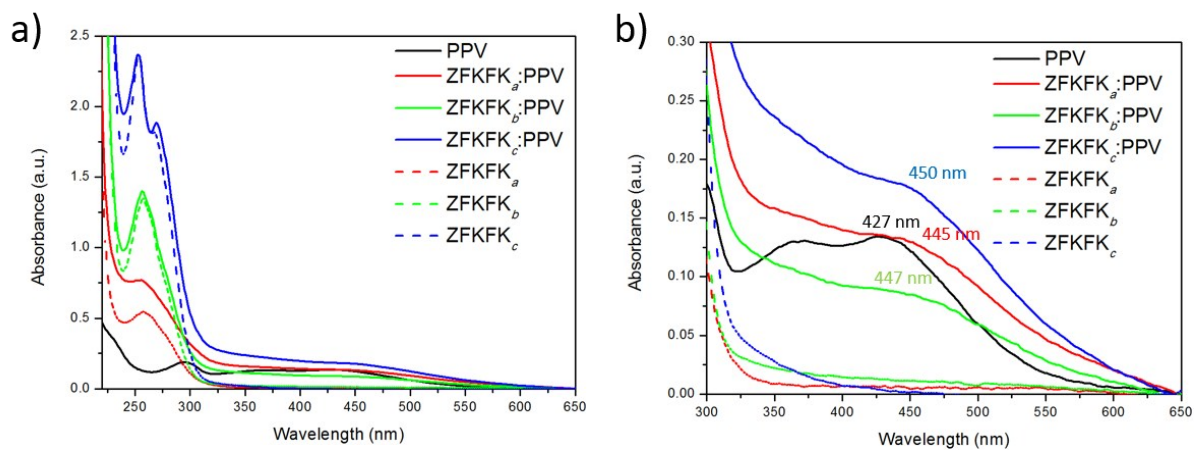 a)
2.5
2.0
1.5
1.0
0.5
0.0
Absorbance (a.u.)
250
300
350
400
450
500
550
600
650
Wavelength (nm)
PPV
ZFKFKa:PPV
ZFKFKb:PPV
ZFKFKc:PPV
ZFKFKa
ZFKFKb
ZFKFKc
b)
0.30
0.25
0.20
0.15
0.10
0.05
0.00
Absorbance (a.u.)
300
350
400
450
500
550
600
650
Wavelength (nm)
PPV
ZFKFKa:PPV
ZFKFKb:PPV
ZFKFKc:PPV
ZFKFKa
ZFKFKb
ZFKFKc
450 nm
427 nm
445 nm
447 nm